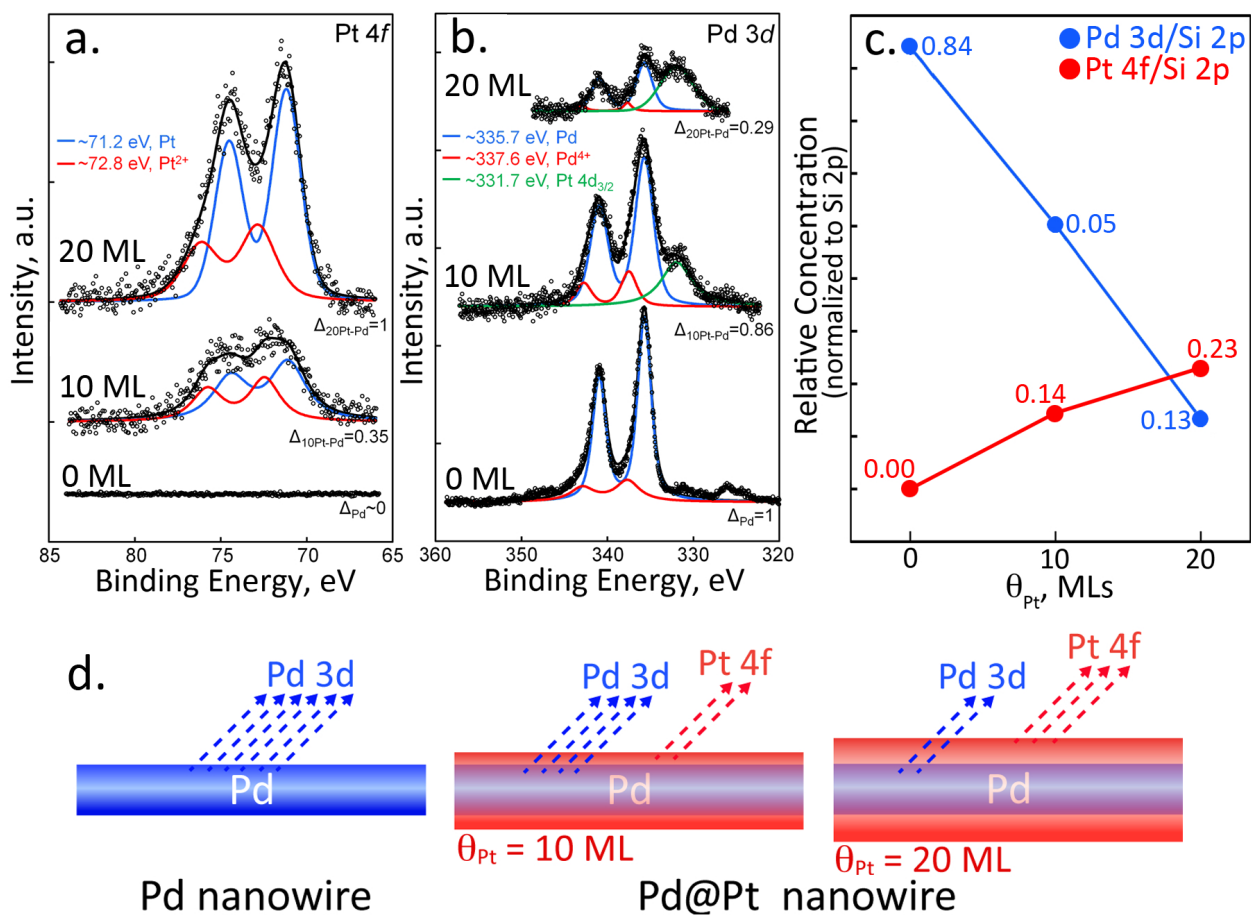 a.
Pt 4f
~71.2 eV, Pt
~72.8 eV, Pt2+
20 ML
Δ20Pt-Pd=1
10 ML
Δ10Pt-Pd=0.35
0 ML
ΔPd~0
Intensity, a.u.
85 80 75 70 65
Binding Energy, eV
b.
Pd 3d
20 ML
Δ20Pt-Pd=0.29
~335.7 eV, Pd
~337.6 eV, Pd4+
~331.7 eV, Pt 4d3/2
10 ML
Δ10Pt-Pd=0.86
0 ML
ΔPd=1
Intensity, a.u.
360 350 340 330 320
Binding Energy, eV
c.
Pd 3d/Si 2p
Pt 4f/Si 2p
0.84
0.05
0.23
0.14
0.13
0.00
Relative Concentration
(normalized to Si 2p)
0 10 20
θPt, MLs
d.
Pd 3d
Pd
Pd 3d
Pt 4f
Pd
θPt = 10 ML
Pd 3d
Pt 4f
Pd
θPt = 20 ML
Pd nanowire
Pd@Pt nanowire